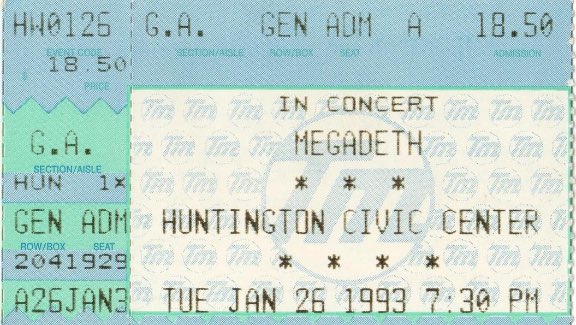 HW0126 G.A. GEN ADM A 18.50
EVENT CODE SECTION/AISLE ROW/BOX SEAT ADMISSION
$ 18.50
PRICE
IN CONCERT
G.A. MEGADETH
SECTION/AISLE
HUN 1× * * *
GEN ADM HUNTINGTON CIVIC CENTER
ROW/BOX SEAT
2041929 * * * *
A26JAN3 TUE JAN 26 1993 7:30 PM